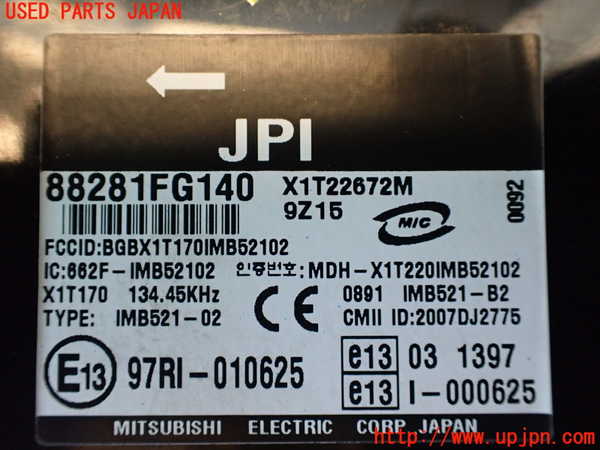 USED PARTS JAPAN
JPI
88281FG140 X1T22672M
9Z15
MIC
0092
FCCID:BGBX1T170IMB52102
IC:662F-IMB52102 인증번호:MDH-X1T220IMB52102
X1T170 134.45KHz CE 0891 IMB521-B2
TYPE: IMB521-02 CMII ID:2007DJ2775
E13 97RI-010625 e13 03 1397
e13 I-000625
MITSUBISHI ELECTRIC CORP JAPAN
http://www.upjpn.com/